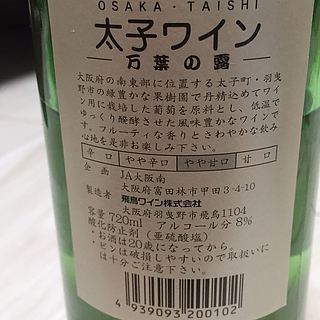 OSAKA・TAISHI
太子ワイン
万葉の露
大阪府の南東部に位置する太子町・羽曳
野市の緑豊かな果樹園で丹精込めてワイ
ン用に栽培した葡萄を原料とし、低温で
ゆっくり醗酵させた風味豊かなワインで
す。フルーティな香りとさわやかな飲み
心地を是非お楽しみ下さい。
辛口 やや辛口 やや甘口 甘口
企画 JA大阪南
大阪府富田林市甲田3-4-10
製造者 飛鳥ワイン株式会社
大阪府羽曳野市飛鳥1104
容量 720ml アルコール分 8%
酸化防止剤(亜硫酸塩)
・お酒は20歳になってから。
・ビンは破損しやすいので取扱いに
は十分ご注意下さい。
4 939093 200102